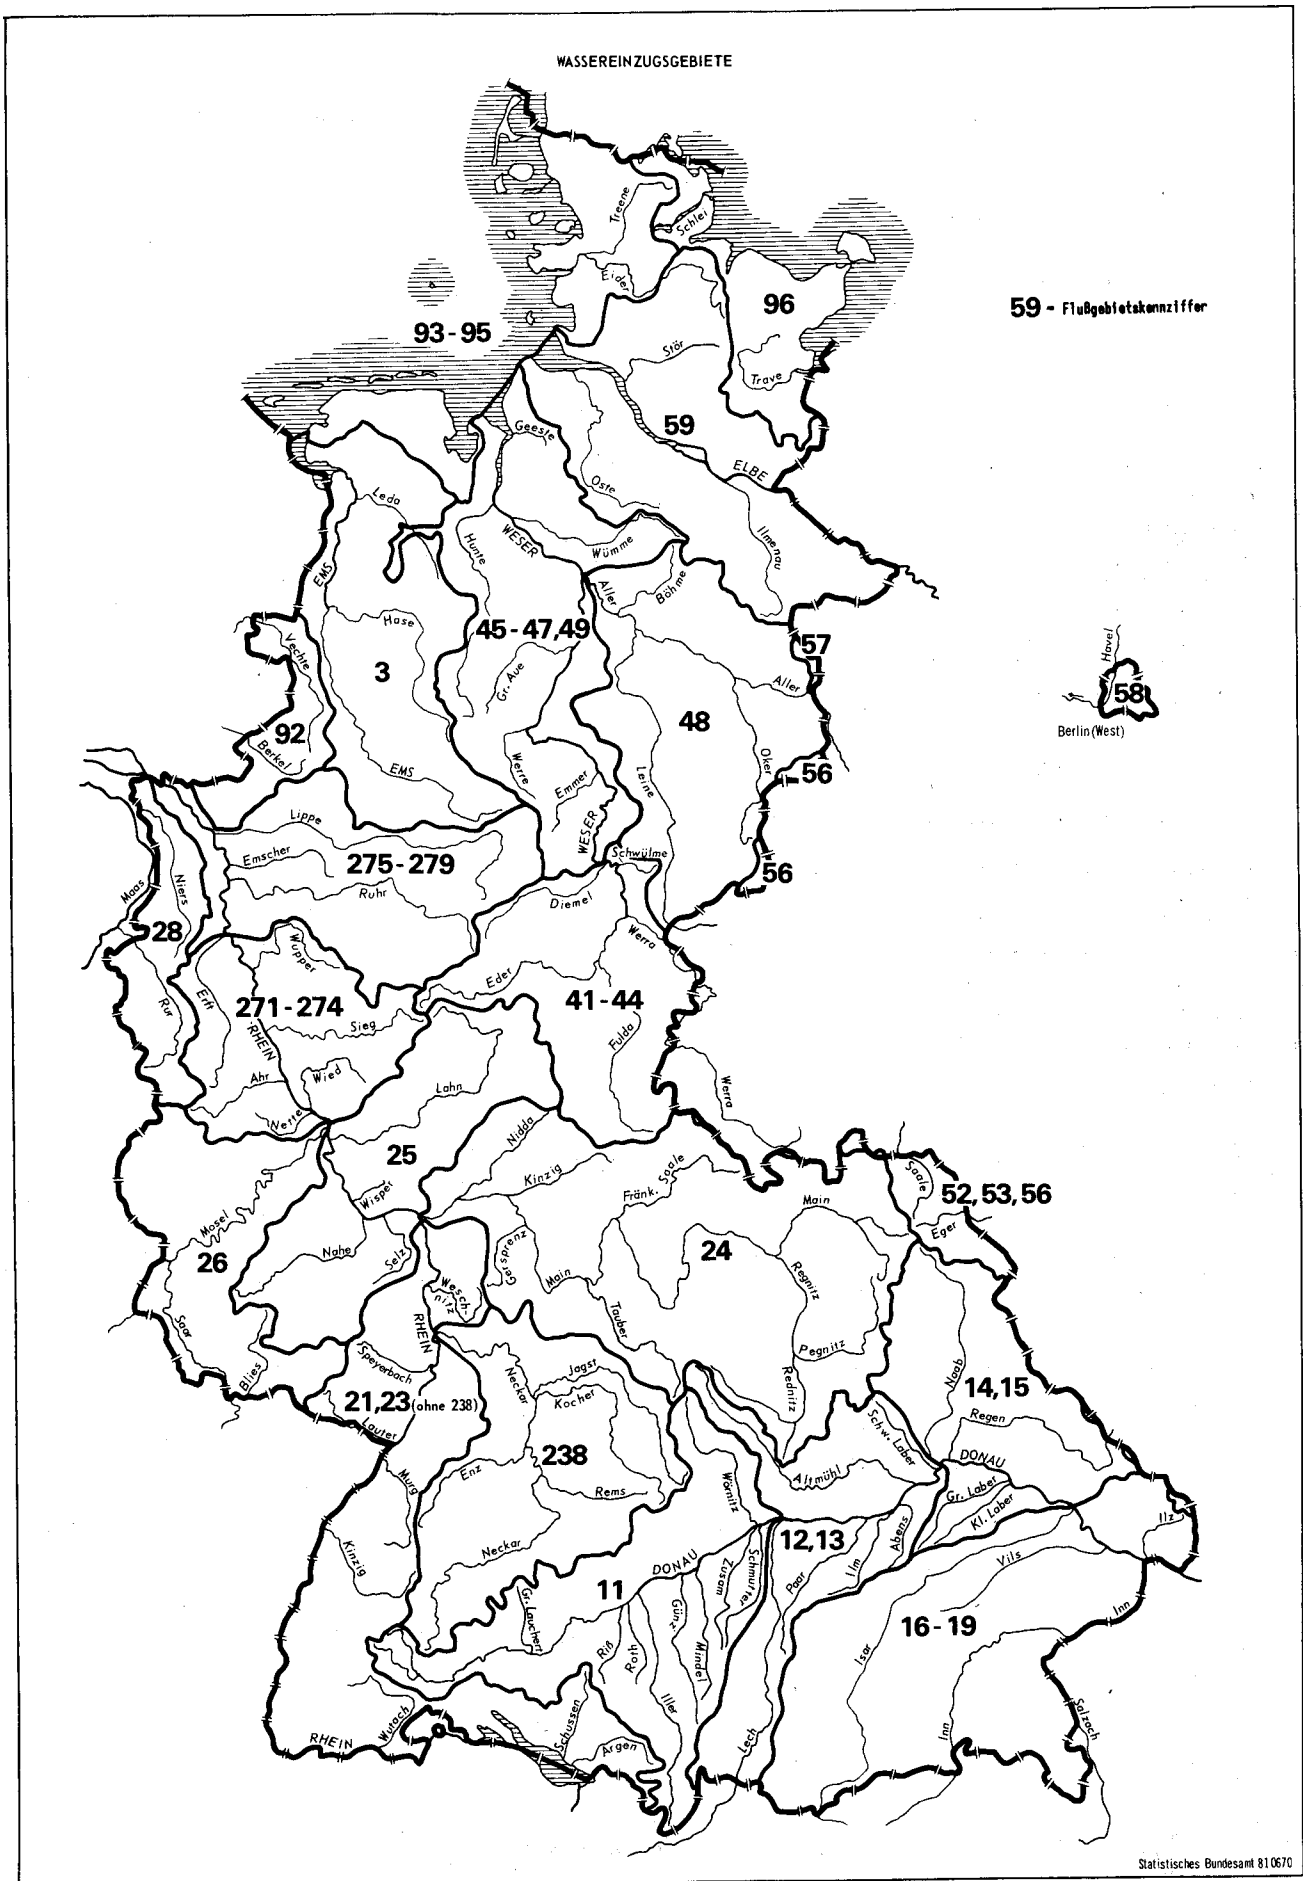 WASSEREINZUGSGEBIETE
Treene
Schlei
Eider
96
59 - Flußgebietskennziffer
93-95
Stör
Trave
59
Geeste
ELBE
Oste
Leda
Ilmenau
Hunte
WESER
Wümme
EMS
Aller
Böhme
Hase
45-47,49
57
Havel
Vechte
3
Gr. Aue
Aller
58
92
48
Berlin(West)
Berkel
EMS
Werre
Emmer
Leine
Oker
56
Lippe
WESER
Emscher
275-279
Schwülme
56
Maas
Niers
Ruhr
Diemel
28
Wupper
Werra
Eder
Rur
Erft
271-274
41-44
RHEIN
Sieg
Fulda
Ahr
Wied
Lahn
Werra
Nette
Nidda
25
Kinzig
Fränk. Saale
Saale
52,53,56
Wisper
Main
Mosel
Eger
26
Nahe
Selz
Gersprenz
24
Main
Regnitz
Wesch-
nitz
Saar
RHEIN
Tauber
Pegnitz
Blies
Speyerbach
Neckar
Jagst
Rednitz
Naab
14,15
21,23(ohne 238)
Kocher
Lauter
Schw. Laber
Regen
238
DONAU
Murg
Enz
Rems
Wörnitz
Altmühl
Gr. Laber
Kl. Laber
Ilz
Kinzig
Neckar
12,13
Abens
DONAU
Zusam
Schmutter
Paar
Ilm
Vils
11
Gr. Lauchert
Günz
Inn
16-19
Riß
Roth
Mindel
Isar
Iller
Wutach
Schussen
Salzach
RHEIN
Argen
Lech
Inn
Statistisches Bundesamt 810670